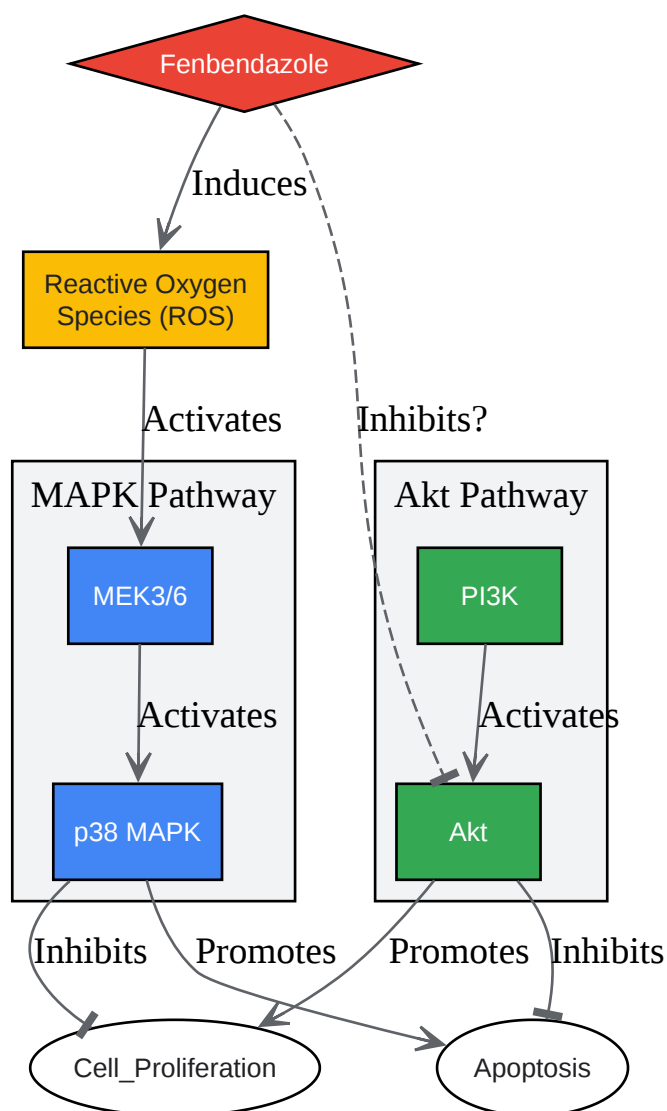 Fenbendazole
Induces
Reactive Oxygen
Species (ROS)
Activates
Inhibits?
MAPK Pathway
Akt Pathway
MEK3/6
PI3K
Activates
Activates
p38 MAPK
Akt
Inhibits
Promotes
Promotes
Inhibits
Cell_Proliferation
Apoptosis